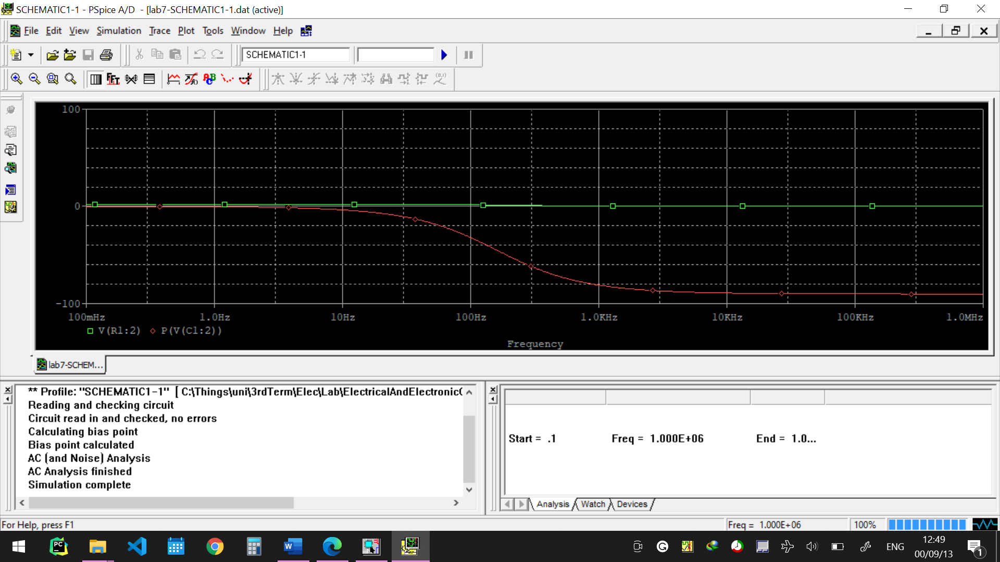 SCHEMATIC1-1 - PSpice A/D - [lab7-SCHEMATIC1-1.dat (active)]
File Edit View Simulation Trace Plot Tools Window Help
SCHEMATIC1-1
100
0
-100
100mHz 1.0Hz 10Hz 100Hz 1.0KHz 10KHz 100KHz 1.0MHz
V(R1:2) P(V(C1:2))
Frequency
lab7-SCHEM...
** Profile: "SCHEMATIC1-1" [ C:\Things\uni\3rdTerm\Elec\Lab\ElectricalAndElectronicC
Reading and checking circuit
Circuit read in and checked, no errors
Calculating bias point
Bias point calculated
AC (and Noise) Analysis
AC Analysis finished
Simulation complete
Start = .1 Freq = 1.000E+06 End = 1.0...
Analysis Watch Devices
For Help, press F1
Freq = 1.000E+06 100%
ENG
12:49
00/09/13
1